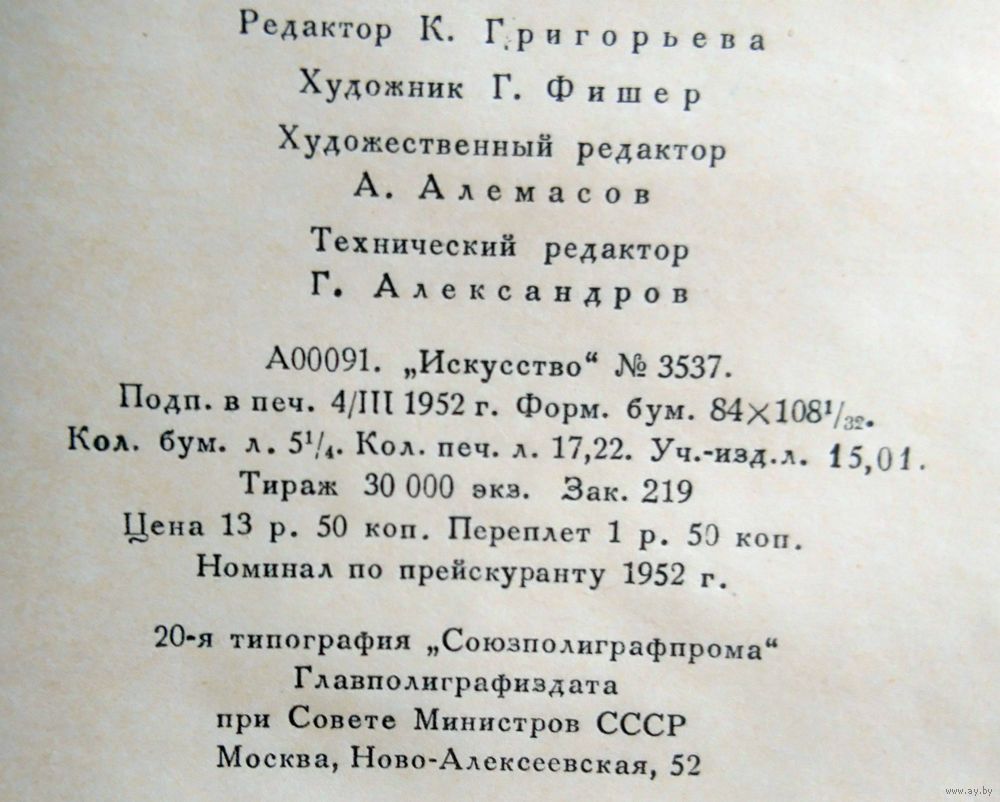 Редактор К. Григорьева
Художник Г. Фишер
Художественный редактор
А. Алемасов
Технический редактор
Г. Александров
А00091. „Искусство“ № 3537.
Подп. в печ. 4/III 1952 г. Форм. бум. 84×108¹/₃₂.
Кол. бум. л. 5¹/₄. Кол. печ. л. 17,22. Уч.-изд.л. 15,01.
Тираж 30 000 экз. Зак. 219
Цена 13 р. 50 коп. Переплет 1 р. 50 коп.
Номинал по прейскуранту 1952 г.
20-я типография „Союзполиграфпрома“
Главполиграфиздата
при Совете Министров СССР
Москва, Ново-Алексеевская, 52
www.ay.by